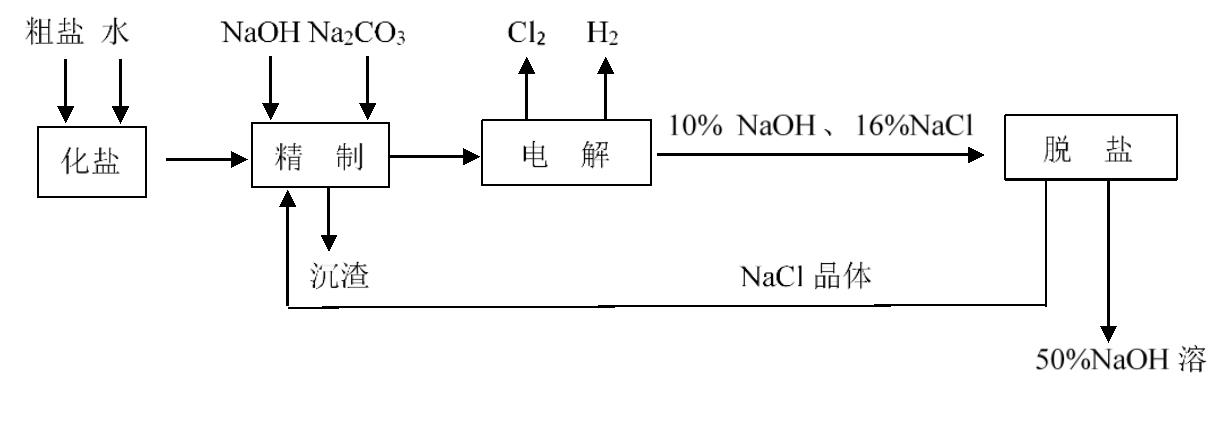 粗盐 水 NaOH Na₂CO₃ Cl₂ H₂
10% NaOH、16%NaCl
化盐 精 制 电 解 脱 盐
沉渣 NaCl 晶体
50%NaOH 溶